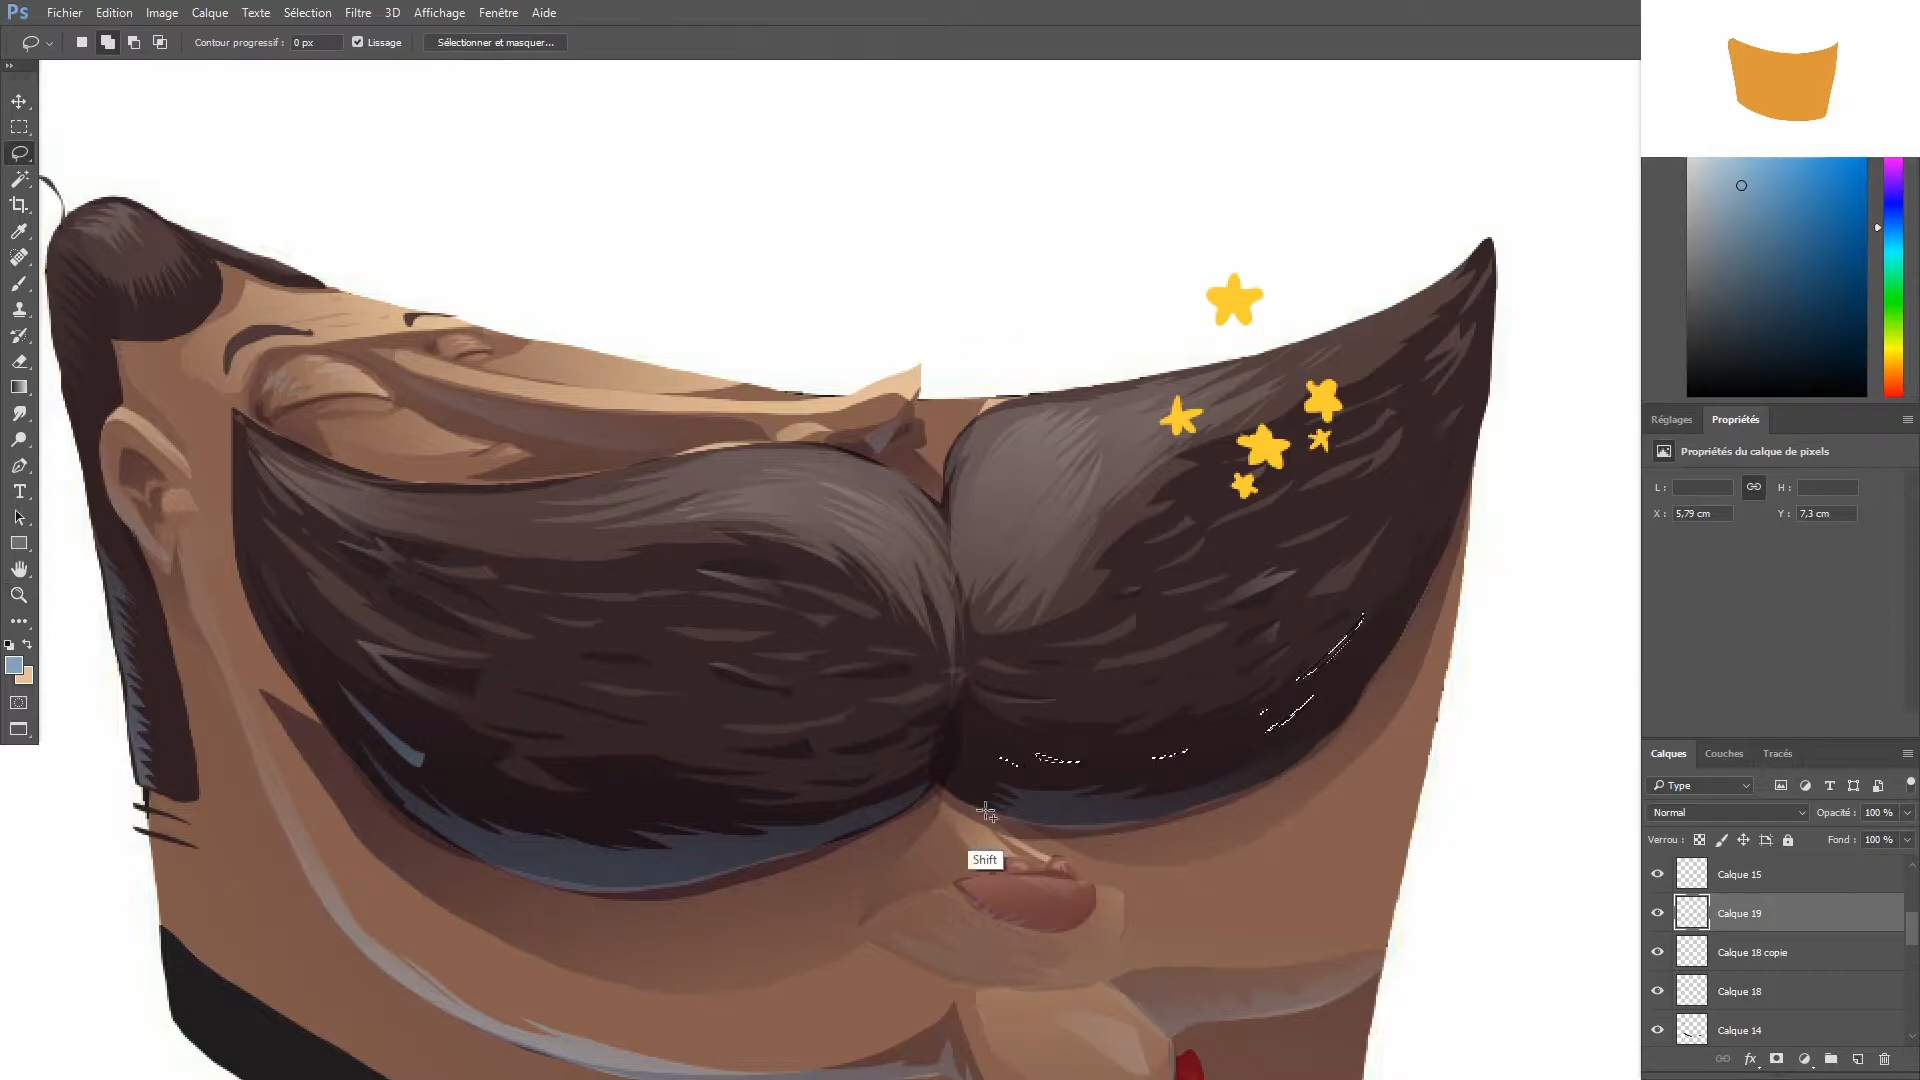 Ps Fichier Edition Image Calque Texte Sélection Filtre 3D Affichage Fenêtre Aide
Contour progressif : 0 px Lissage Sélectionner et masquer...
Réglages Propriétés
Propriétés du calque de pixels
L : H :
X : 5,79 cm Y : 7,3 cm
Shift
Calques Couches Tracés
Type
Normal Opacité : 100 %
Verrou : Fond : 100 %
Calque 15
Calque 19
Calque 18 copie
Calque 18
Calque 14
fx